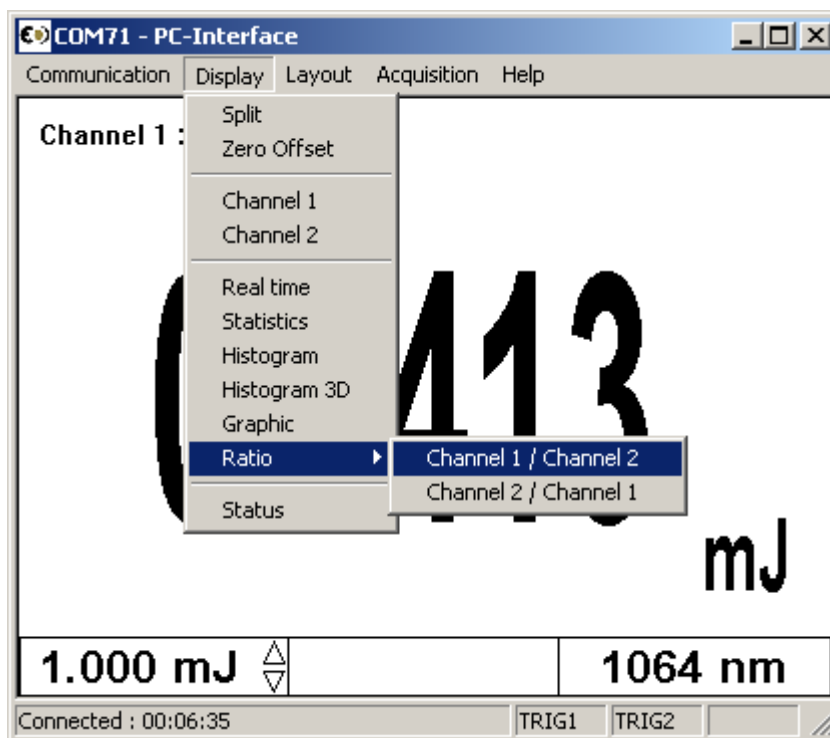 COM71 - PC-Interface
Communication Display Layout Acquisition Help
Channel 1 :
Split
Zero Offset
Channel 1
Channel 2
Real time
Statistics
Histogram
Histogram 3D
Graphic
Ratio
Channel 1 / Channel 2
Channel 2 / Channel 1
Status
413
mJ
1.000 mJ 1064 nm
Connected : 00:06:35 TRIG1 TRIG2